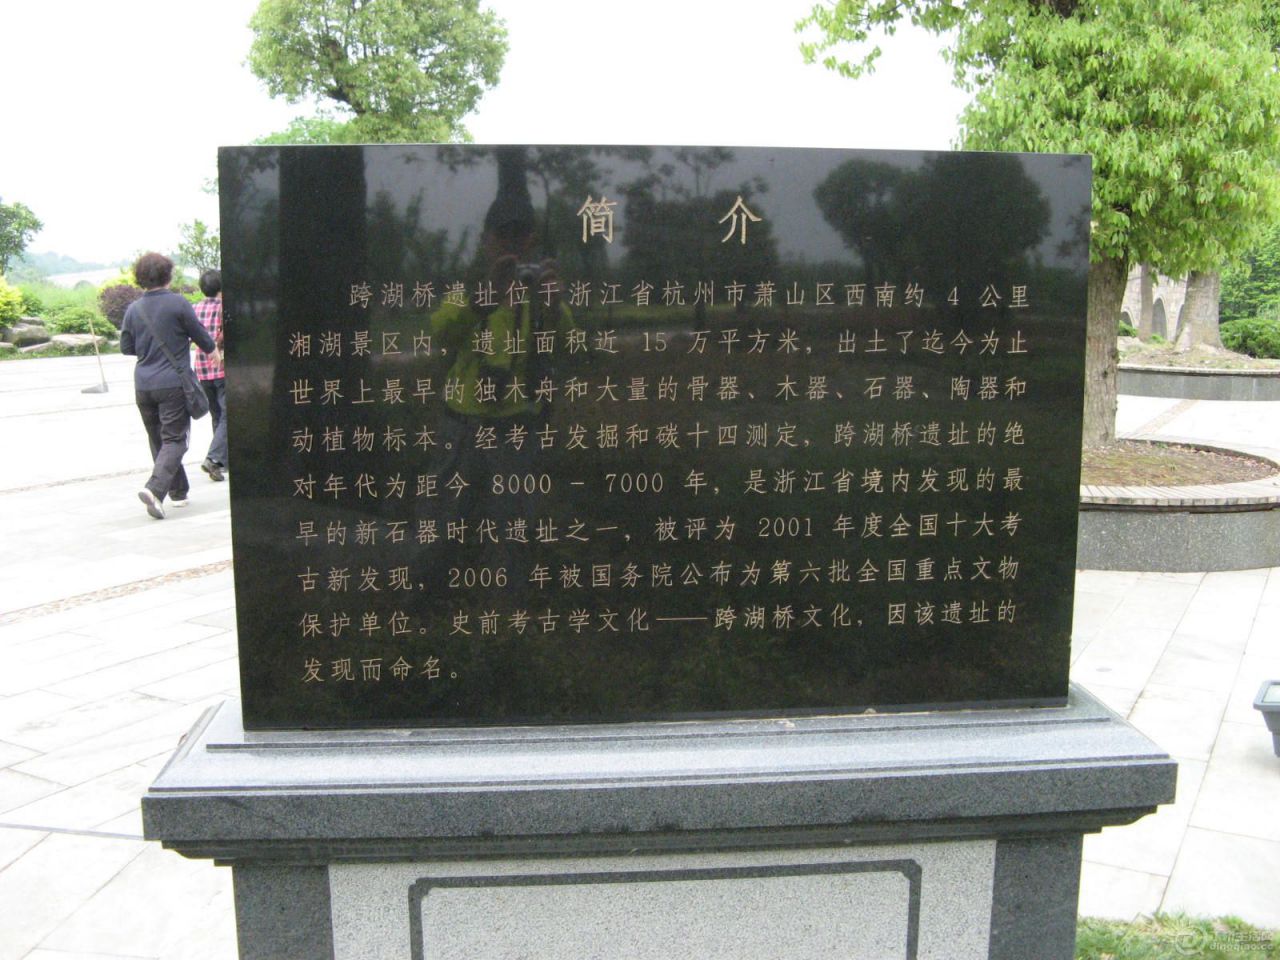 简 介
跨湖桥遗址位于浙江省杭州市萧山区西南约 4 公里
湘湖景区内，遗址面积近 15 万平方米，出土了迄今为止
世界上最早的独木舟和大量的骨器、木器、石器、陶器和
动植物标本。经考古发掘和碳十四测定，跨湖桥遗址的绝
对年代为距今 8000 － 7000 年，是浙江省境内发现的最
早的新石器时代遗址之一，被评为 2001 年度全国十大考
古新发现，2006 年被国务院公布为第六批全国重点文物
保护单位。史前考古学文化——跨湖桥文化，因该遗址的
发现而命名。